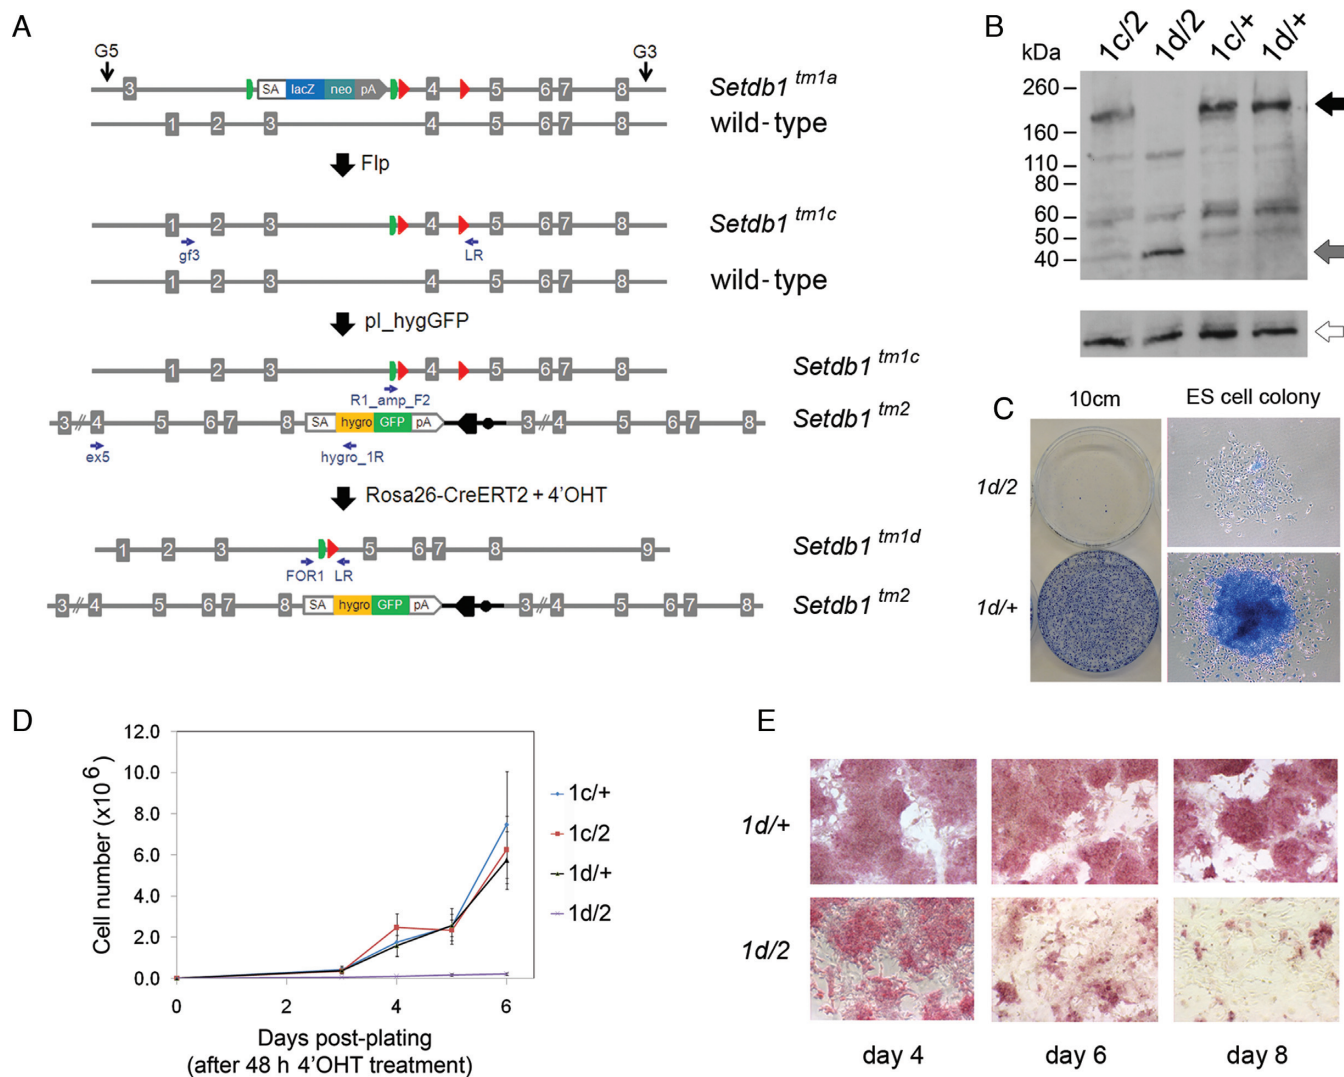 A
G5
G3
3 SA lacZ neo pA 4 5 6 7 8 Setdb1 tm1a
1 2 3 4 5 6 7 8 wild-type
Flp
1 2 3 4 5 6 7 8 Setdb1 tm1c
gf3 LR
1 2 3 4 5 6 7 8 wild-type
pl_hygGFP
1 2 3 4 5 6 7 8 Setdb1 tm1c
R1_amp_F2
3 // 4 5 6 7 8 SA hygro GFP pA 3 // 4 5 6 7 8 Setdb1 tm2
ex5 hygro_1R
Rosa26-CreERT2 + 4'OHT
1 2 3 5 6 7 8 9 Setdb1 tm1d
FOR1 LR
3 // 4 5 6 7 8 SA hygro GFP pA 3 // 4 5 6 7 8 Setdb1 tm2
B
kDa 1c/2 1d/2 1c/+ 1d/+
260
160
110
80
60
50
40
C
10cm ES cell colony
1d/2
1d/+
D
12.0
10.0
8.0
6.0
4.0
2.0
0.0
0 2 4 6
Cell number (x10 6)
Days post-plating
(after 48 h 4'OHT treatment)
1c/+
1c/2
1d/+
1d/2
E
1d/+
1d/2
day 4 day 6 day 8